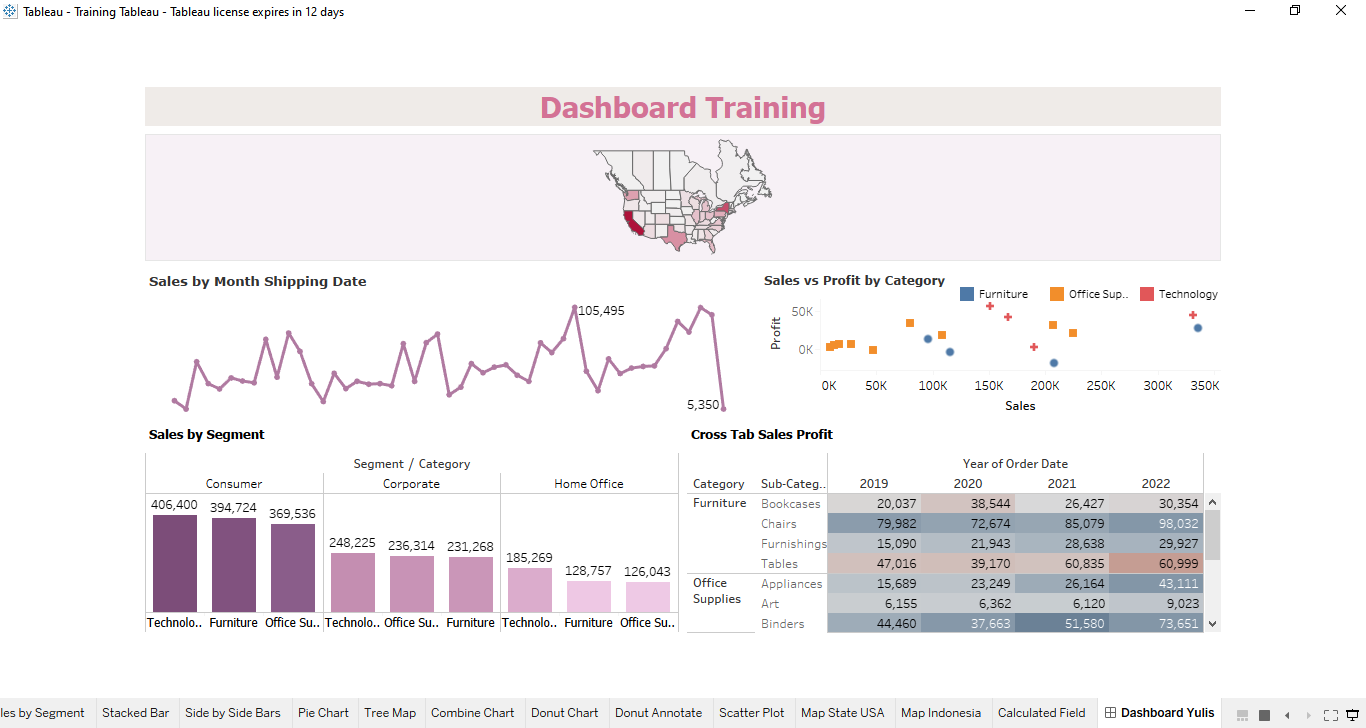 Tableau - Training Tableau - Tableau license expires in 12 days
Dashboard Training
Sales by Month Shipping Date
105,495
5,350
Sales vs Profit by Category
Furniture Office Sup.. Technology
Profit
50K
0K
0K 50K 100K 150K 200K 250K 300K 350K
Sales
Sales by Segment
Segment / Category
Consumer Corporate Home Office
406,400 394,724 369,536 248,225 236,314 231,268 185,269 128,757 126,043
Technolo.. Furniture Office Su.. Technolo.. Office Su.. Furniture Technolo.. Furniture Office Su..
Cross Tab Sales Profit
Year of Order Date
Category Sub-Categ.. 2019 2020 2021 2022
Furniture Bookcases 20,037 38,544 26,427 30,354
Chairs 79,982 72,674 85,079 98,032
Furnishings 15,090 21,943 28,638 29,927
Tables 47,016 39,170 60,835 60,999
Office Supplies Appliances 15,689 23,249 26,164 43,111
Art 6,155 6,362 6,120 9,023
Binders 44,460 37,663 51,580 73,651
les by Segment Stacked Bar Side by Side Bars Pie Chart Tree Map Combine Chart Donut Chart Donut Annotate Scatter Plot Map State USA Map Indonesia Calculated Field Dashboard Yulis